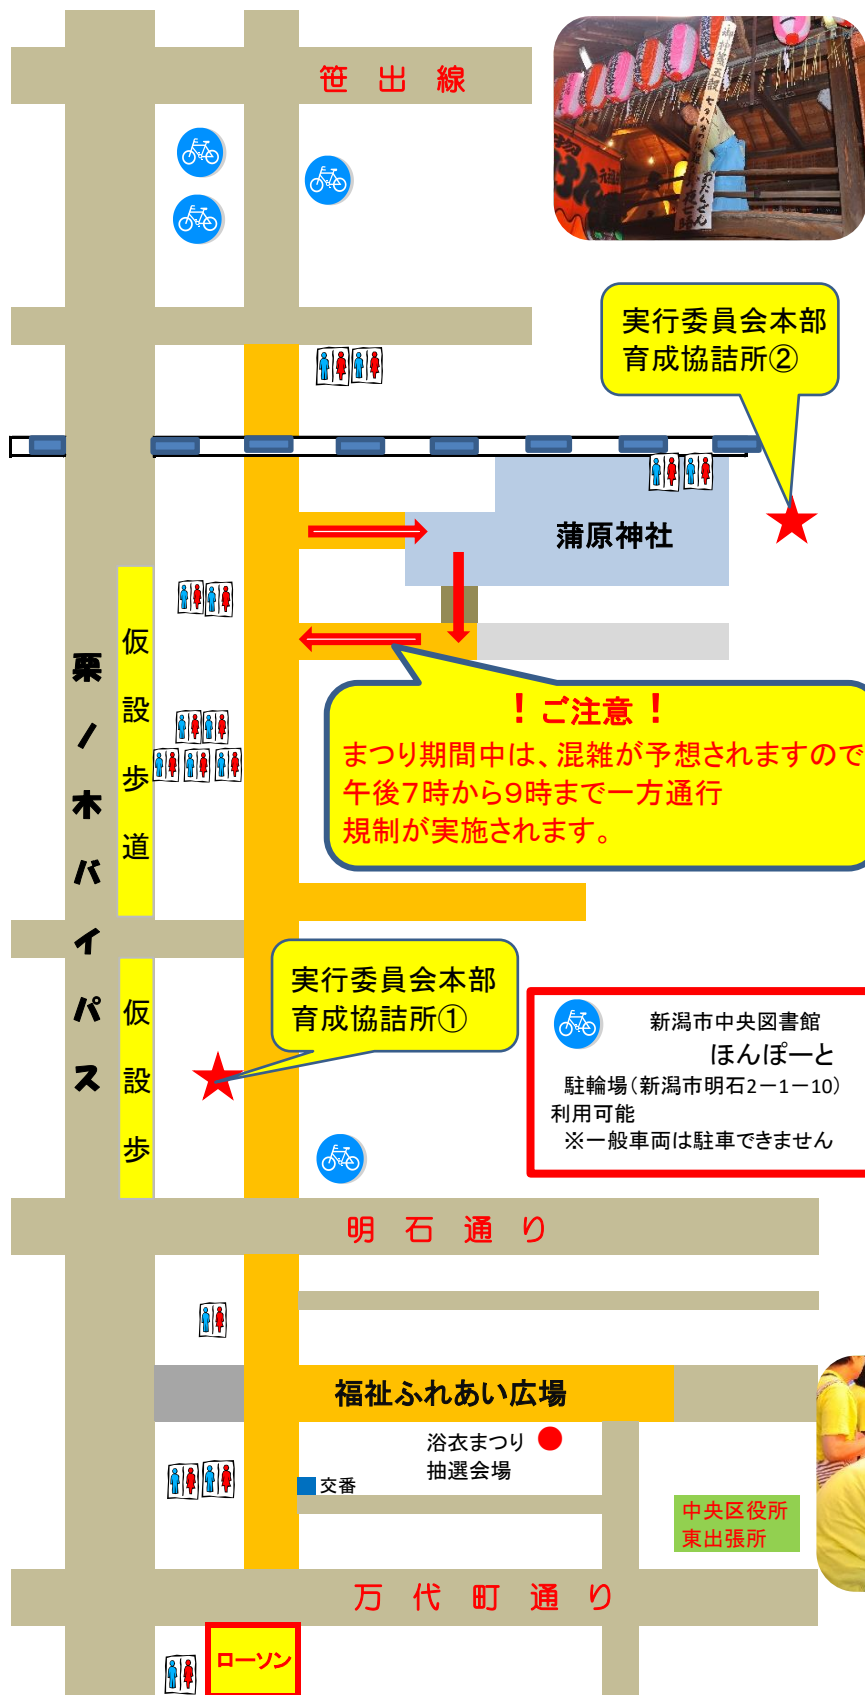 笹出線
実行委員会本部
育成協詰所②
蒲原神社
仮設歩道
栗ノ木バイパス
！ご注意！
まつり期間中は、混雑が予想されますので
午後7時から9時まで一方通行
規制が実施されます。
実行委員会本部
育成協詰所①
仮設歩
新潟市中央図書館
ほんぽーと
駐輪場(新潟市明石2－1－10)
利用可能
※一般車両は駐車できません
明石通り
福祉ふれあい広場
浴衣まつり
抽選会場
交番
中央区役所
東出張所
万代町通り
ローソン